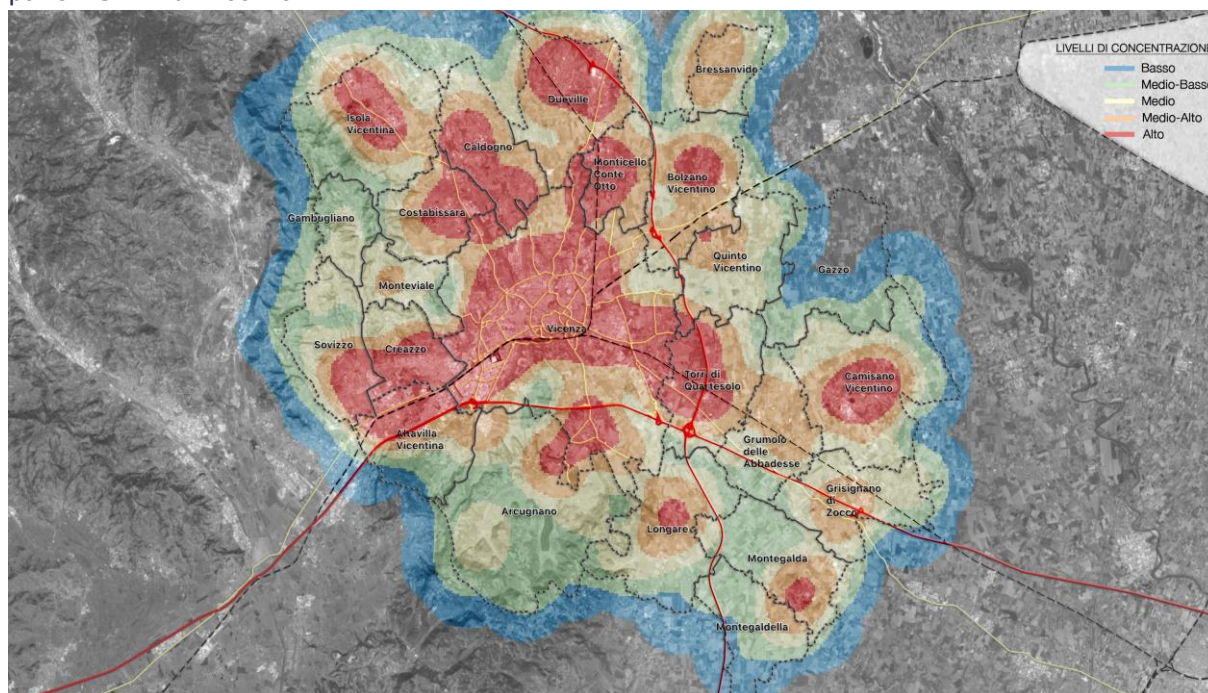 LIVELLI DI CONCENTRAZIONE
Basso
Medio-Basso
Medio
Medio-Alto
Alto
Bressanvido
Dueville
Isola
Vicentina
Caldogno
Monticello
Conte
Otto
Bolzano
Vicentino
Costabissara
Gambugliano
Quinto
Vicentino
Gazzo
Monteviale
Vicenza
Sovizzo
Creazzo
Torri di
Quartesolo
Camisano
Vicentino
Altavilla
Vicentina
Grumolo
delle
Abbadesse
Grisignano
di
Zocco
Arcugnano
Longare
Montegalda
Montegaldella